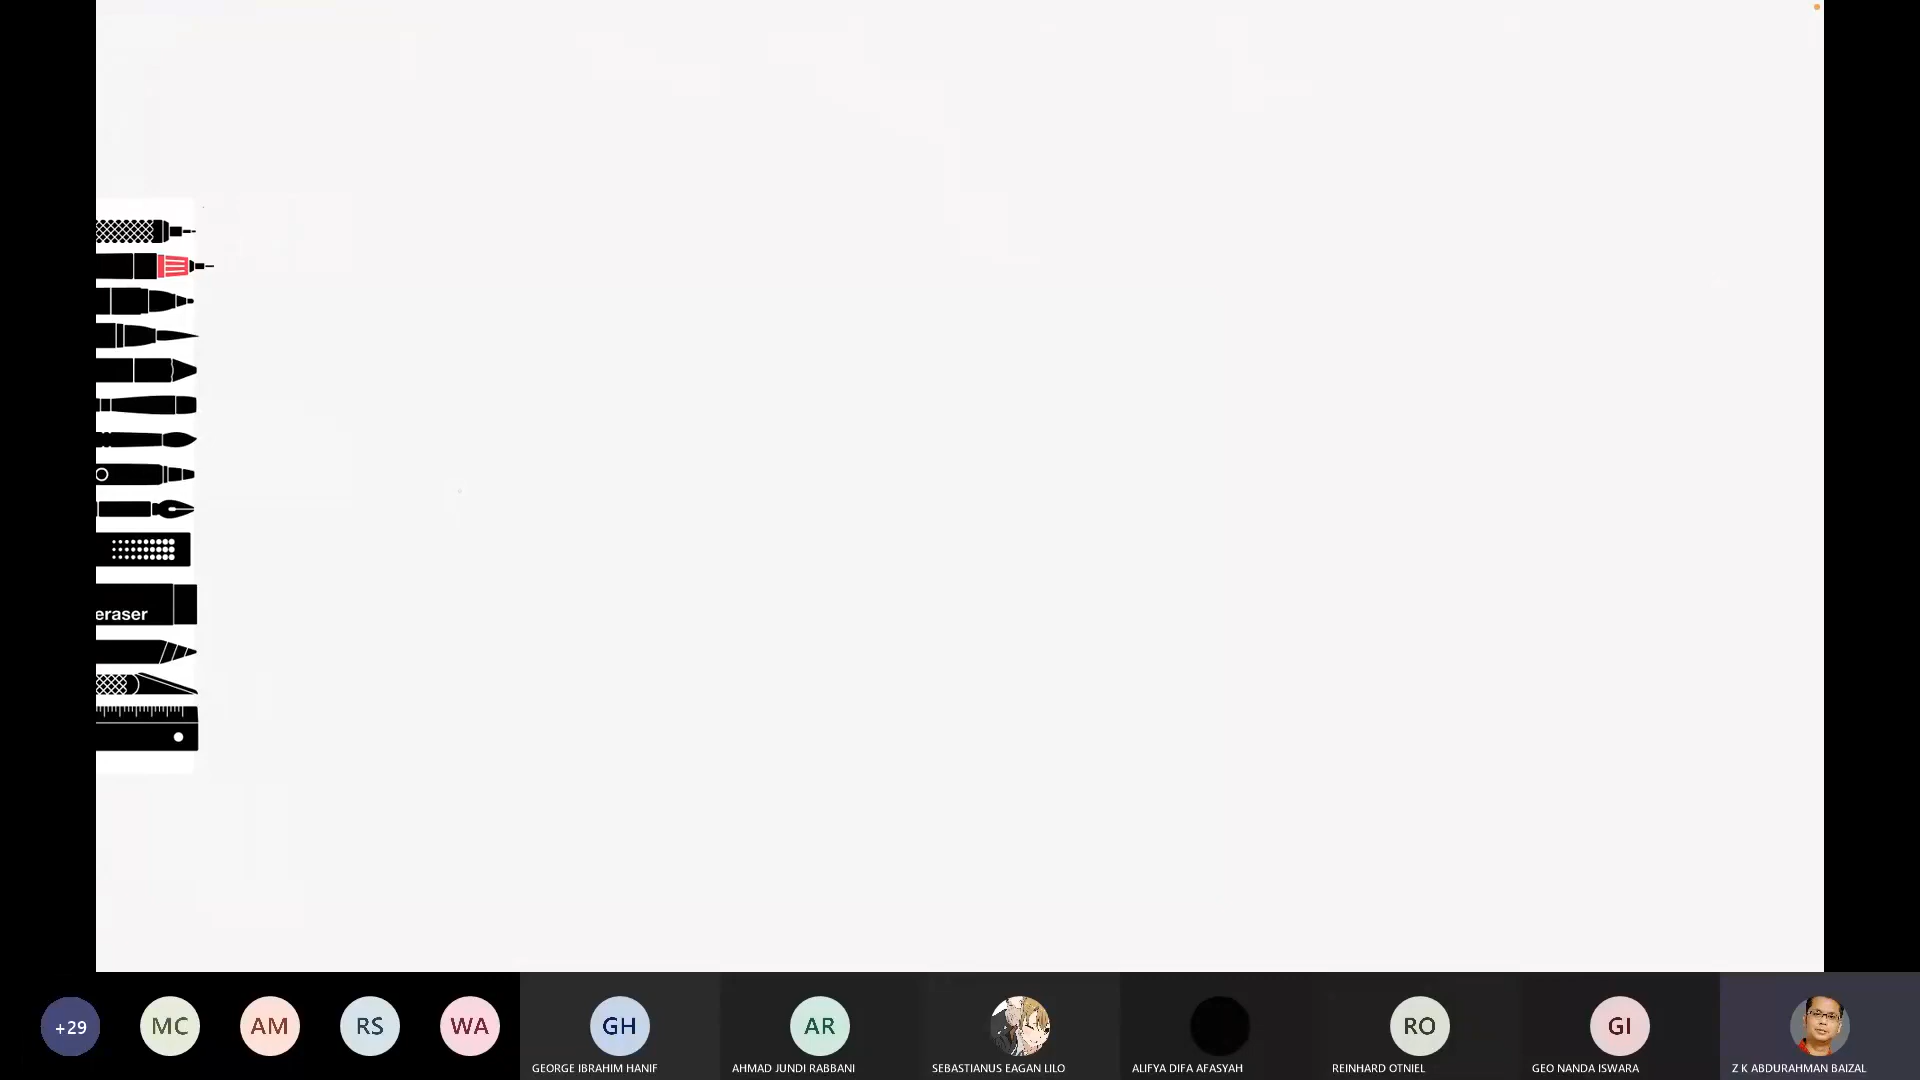 eraser
+29
MC
AM
RS
WA
GH
AR
RO
GI
GEORGE IBRAHIM HANIF
AHMAD JUNDI RABBANI
SEBASTIANUS EAGAN LILO
ALIFYA DIFA AFASYAH
REINHARD OTNIEL
GEO NANDA ISWARA
Z K ABDURAHMAN BAIZAL